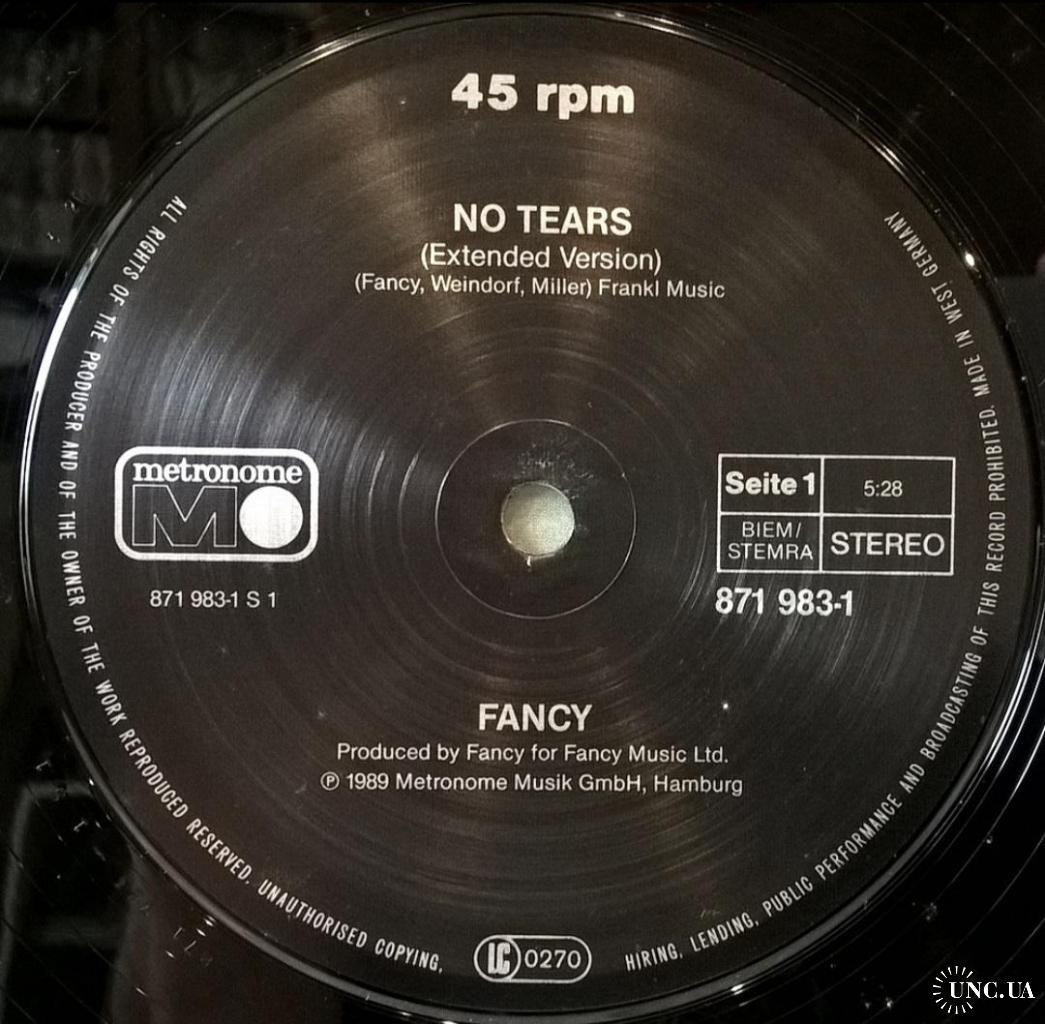 45 rpm
NO TEARS
(Extended Version)
(Fancy, Weindorf, Miller) Frankl Music
metronome
MO
871 983-1 S 1
Seite 1
5:28
BIEM/
STEMRA
STEREO
871 983-1
FANCY
Produced by Fancy for Fancy Music Ltd.
℗ 1989 Metronome Musik GmbH, Hamburg
ALL RIGHTS OF THE PRODUCER AND OF THE OWNER OF THE WORK REPRODUCED RESERVED. UNAUTHORISED COPYING,
LC 0270
HIRING, LENDING, PUBLIC PERFORMANCE AND BROADCASTING OF THIS RECORD PROHIBITED. MADE IN WEST GERMANY
UNC.UA